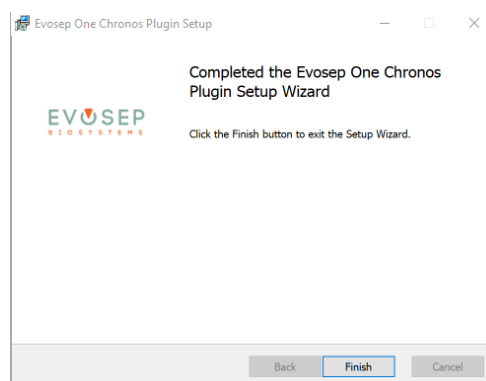 Evosep One Chronos Plugin Setup
Completed the Evosep One Chronos
Plugin Setup Wizard
EVOSEP
BIOSYSTEMS
Click the Finish button to exit the Setup Wizard.
Back
Finish
Cancel